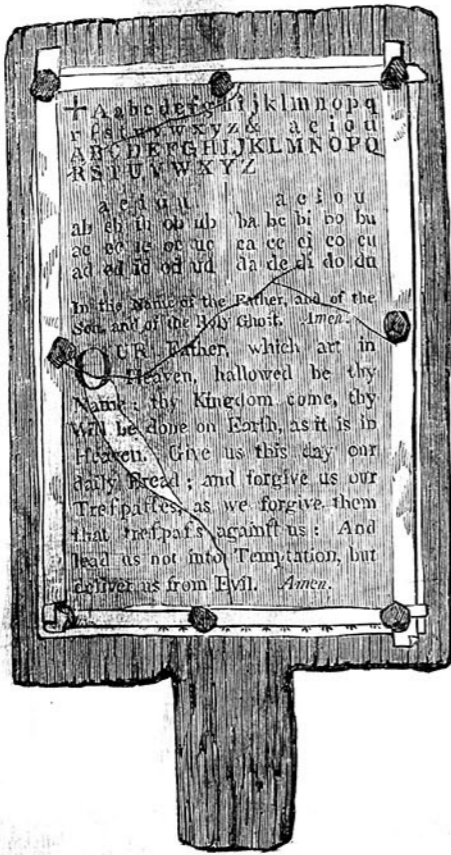 + A a b c d e f g h i j k l m n o p q
r ſ s t u v w x y z & a e i o u
A B C D E F G H I J K L M N O P Q
R S T U V W X Y Z
a e i o u a e i o u
ab eb ib ob ub ba be bi bo bu
ac ec ic oc uc ca ce ci co cu
ad ed id od ud da de di do du
In the Name of the Father, and of the
Son, and of the Holy Ghoſt. Amen.
OUR Father, which art in
Heaven, hallowed be thy
Name; thy Kingdom come, thy
Will be done on Earth, as it is in
Heaven. Give us this day our
daily Bread; and forgive us our
Treſpaſſes, as we forgive them
that treſpaſs againſt us: And
lead us not into Temptation, but
deliver us from Evil. Amen.